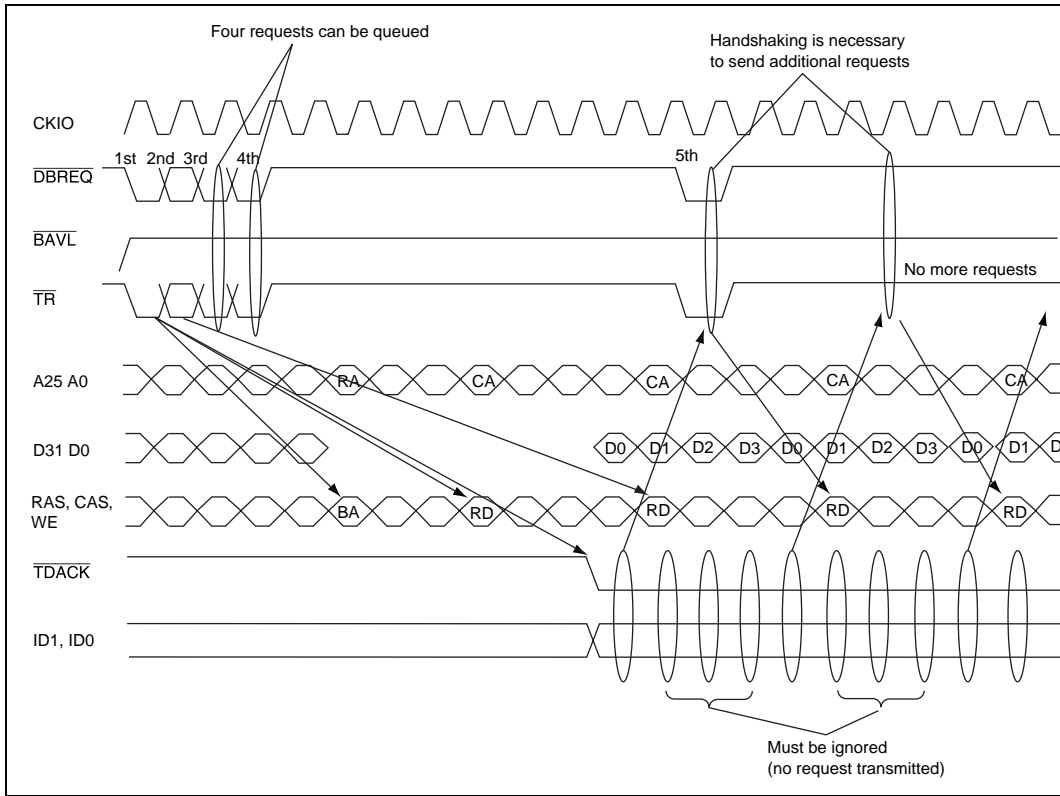 Four requests can be queued
Handshaking is necessary
to send additional requests
CKIO
1st 2nd 3rd 4th 5th
DBREQ
BAVL
No more requests
TR
A25 A0 RA CA CA CA CA
D31 D0 D0 D1 D2 D3 D0 D1 D2 D3 D0 D1 D
RAS, CAS,
WE BA RD RD RD RD
TDACK
ID1, ID0
Must be ignored
(no request transmitted)